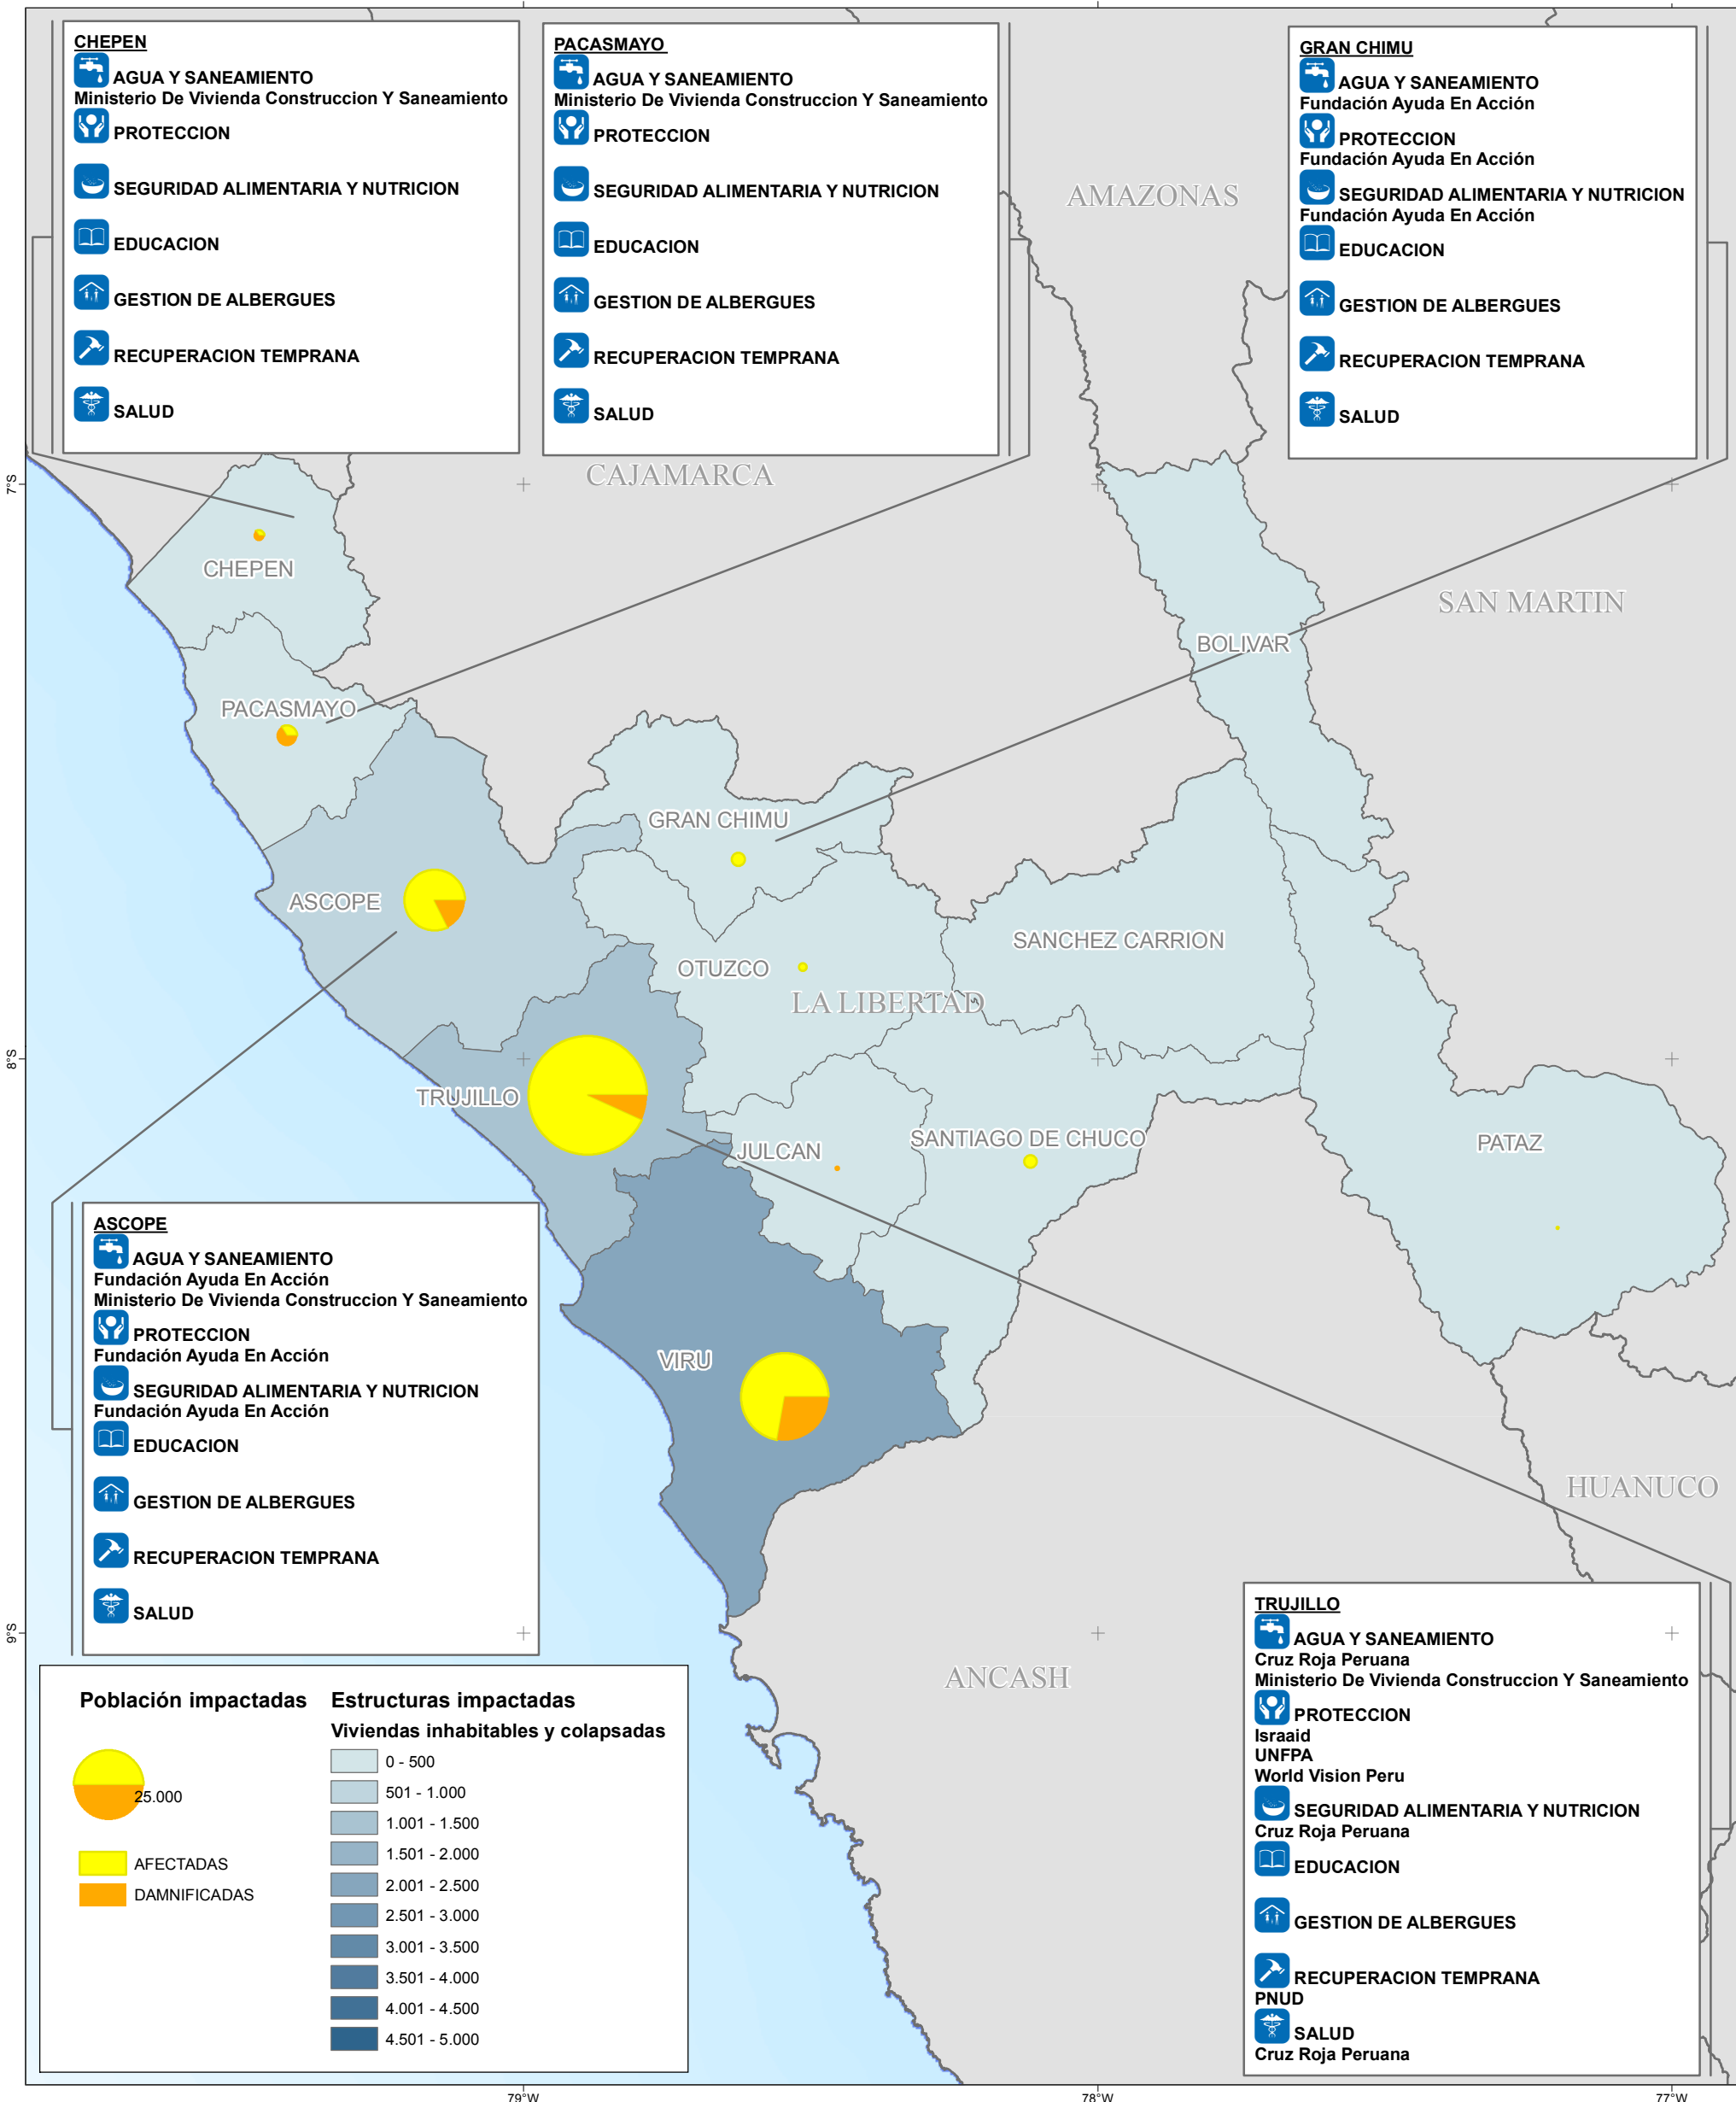 CHEPEN
AGUA Y SANEAMIENTO
Ministerio De Vivienda Construccion Y Saneamiento
PROTECCION
SEGURIDAD ALIMENTARIA Y NUTRICION
EDUCACION
GESTION DE ALBERGUES
RECUPERACION TEMPRANA
SALUD
PACASMAYO
AGUA Y SANEAMIENTO
Ministerio De Vivienda Construccion Y Saneamiento
PROTECCION
SEGURIDAD ALIMENTARIA Y NUTRICION
EDUCACION
GESTION DE ALBERGUES
RECUPERACION TEMPRANA
SALUD
GRAN CHIMU
AGUA Y SANEAMIENTO
Fundación Ayuda En Acción
PROTECCION
Fundación Ayuda En Acción
SEGURIDAD ALIMENTARIA Y NUTRICION
Fundación Ayuda En Acción
EDUCACION
GESTION DE ALBERGUES
RECUPERACION TEMPRANA
SALUD
AMAZONAS
CAJAMARCA
7°S
CHEPEN
SAN MARTIN
BOLIVAR
PACASMAYO
GRAN CHIMU
ASCOPE
SANCHEZ CARRION
OTUZCO
LA LIBERTAD
8°S
TRUJILLO
JULCAN
SANTIAGO DE CHUCO
PATAZ
VIRU
HUANUCO
ANCASH
9°S
ASCOPE
AGUA Y SANEAMIENTO
Fundación Ayuda En Acción
Ministerio De Vivienda Construccion Y Saneamiento
PROTECCION
Fundación Ayuda En Acción
SEGURIDAD ALIMENTARIA Y NUTRICION
Fundación Ayuda En Acción
EDUCACION
GESTION DE ALBERGUES
RECUPERACION TEMPRANA
SALUD
TRUJILLO
AGUA Y SANEAMIENTO
Cruz Roja Peruana
Ministerio De Vivienda Construccion Y Saneamiento
PROTECCION
Israaid
UNFPA
World Vision Peru
SEGURIDAD ALIMENTARIA Y NUTRICION
Cruz Roja Peruana
EDUCACION
GESTION DE ALBERGUES
RECUPERACION TEMPRANA
PNUD
SALUD
Cruz Roja Peruana
Población impactadas
25.000
AFECTADAS
DAMNIFICADAS
Estructuras impactadas
Viviendas inhabitables y colapsadas
0 - 500
501 - 1.000
1.001 - 1.500
1.501 - 2.000
2.001 - 2.500
2.501 - 3.000
3.001 - 3.500
3.501 - 4.000
4.001 - 4.500
4.501 - 5.000
79°W
78°W
77°W